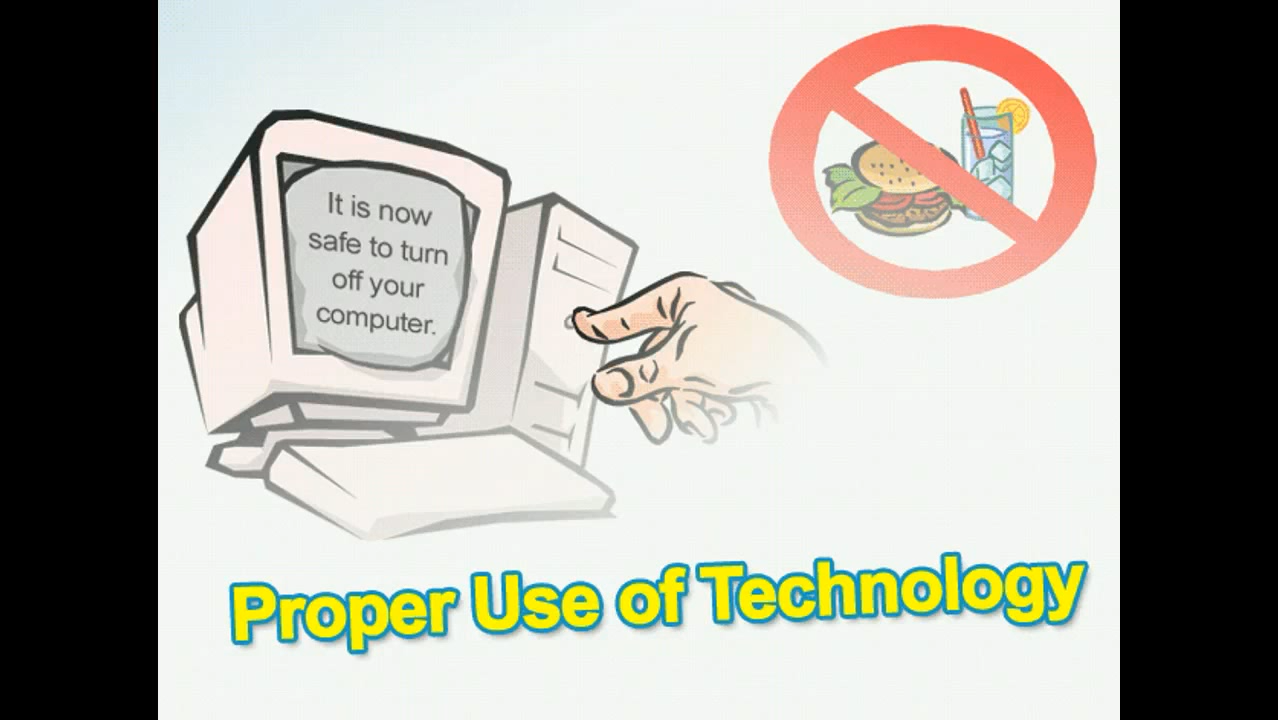 It is now
safe to turn
off your
computer.
Proper Use of Technology